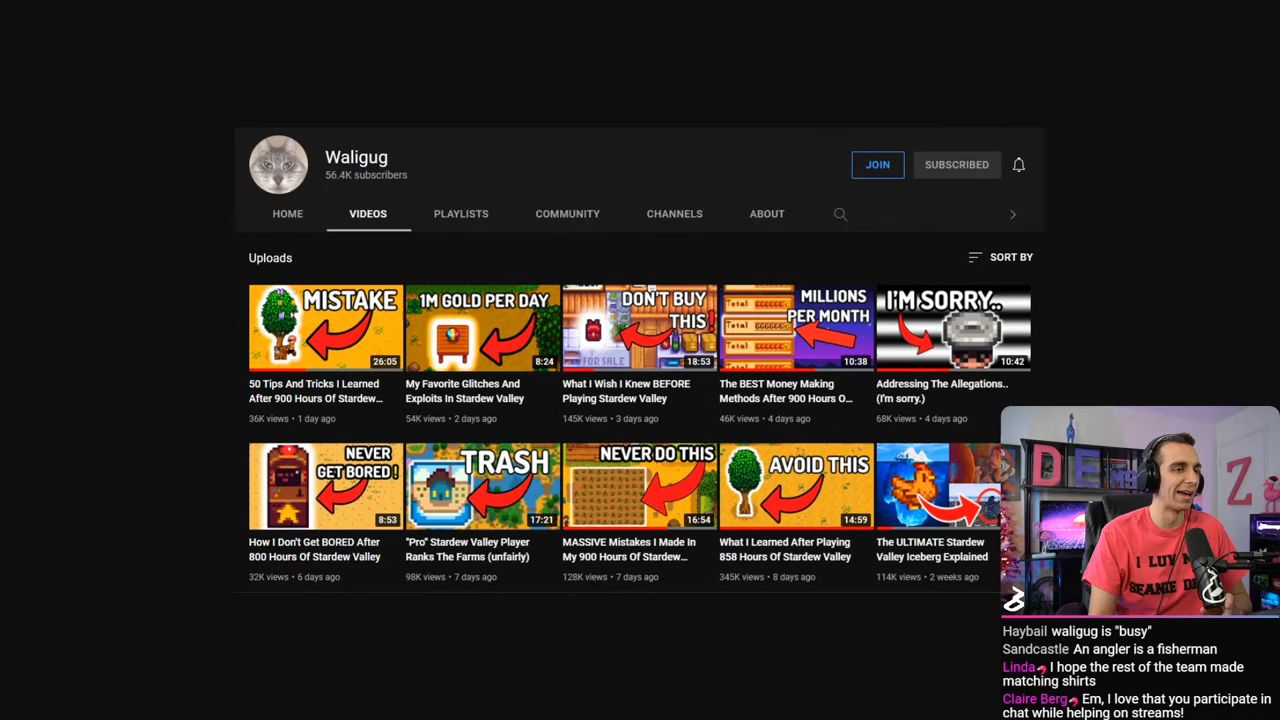 Waligug
56.4K subscribers
JOIN
SUBSCRIBED
HOME
VIDEOS
PLAYLISTS
COMMUNITY
CHANNELS
ABOUT
Uploads
SORT BY
MISTAKE
26:05
50 Tips And Tricks I Learned
After 900 Hours Of Stardew...
36K views • 1 day ago
1M GOLD PER DAY
8:24
My Favorite Glitches And
Exploits In Stardew Valley
54K views • 2 days ago
DON'T BUY
THIS!
FOR SALE
18:53
What I Wish I Knew BEFORE
Playing Stardew Valley
145K views • 3 days ago
MILLIONS
PER MONTH
Total
Total
Total
Total
10:38
The BEST Money Making
Methods After 900 Hours O...
46K views • 4 days ago
I'M SORRY..
10:42
Addressing The Allegations..
(I'm sorry.)
68K views • 4 days ago
NEVER
GET BORED!
8:53
How I Don't Get BORED After
800 Hours Of Stardew Valley
32K views • 6 days ago
TRASH
17:21
"Pro" Stardew Valley Player
Ranks The Farms (unfairly)
98K views • 7 days ago
NEVER DO THIS
16:54
MASSIVE Mistakes I Made In
My 900 Hours Of Stardew...
128K views • 7 days ago
AVOID THIS
14:59
What I Learned After Playing
858 Hours Of Stardew Valley
345K views • 8 days ago
The ULTIMATE Stardew
Valley Iceberg Explained
114K views • 2 weeks ago
DE
Z
I LUV
SEANIE
Haybail waligug is "busy"
Sandcastle An angler is a fisherman
Linda I hope the rest of the team made
matching shirts
Claire Berg Em, I love that you participate in
chat while helping on streams!